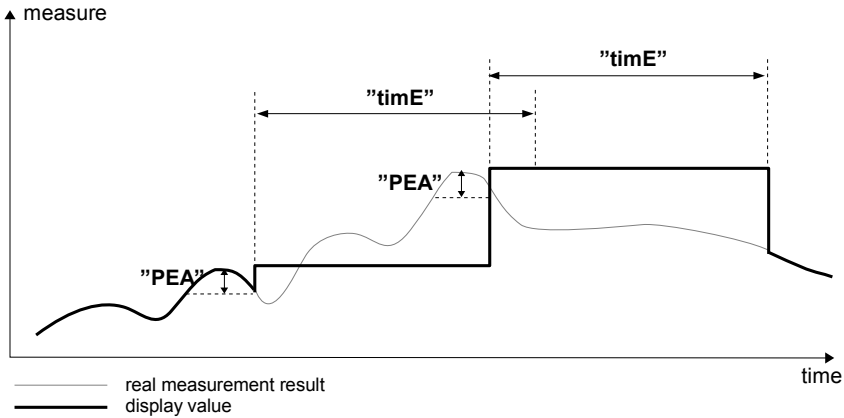 measure
”timE”
”timE”
”PEA”
”PEA”
time
real measurement result
display value